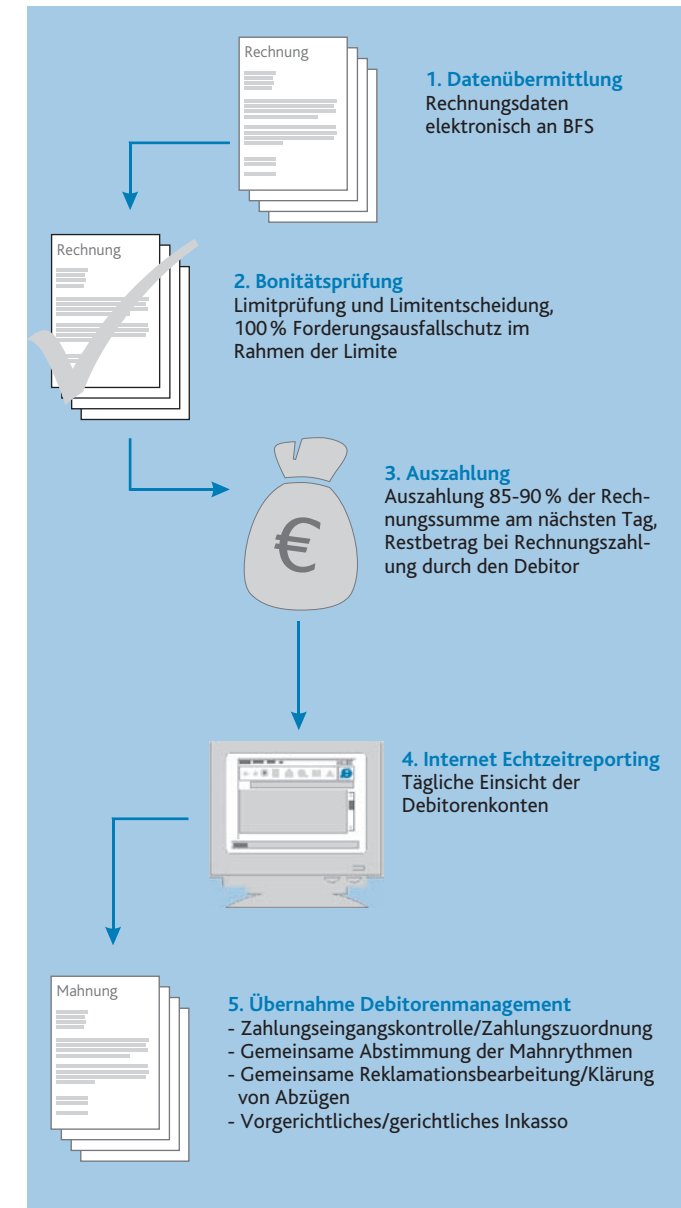 Rechnung
1. Datenübermittlung
Rechnungsdaten
elektronisch an BFS
Rechnung
2. Bonitätsprüfung
Limitprüfung und Limitentscheidung,
100 % Forderungsausfallschutz im
Rahmen der Limite
3. Auszahlung
Auszahlung 85-90 % der Rech-
nungssumme am nächsten Tag,
Restbetrag bei Rechnungszahl-
ung durch den Debitor
€
4. Internet Echtzeitreporting
Tägliche Einsicht der
Debitorenkonten
Mahnung
5. Übernahme Debitorenmanagement
- Zahlungseingangskontrolle/Zahlungszuordnung
- Gemeinsame Abstimmung der Mahnrythmen
- Gemeinsame Reklamationsbearbeitung/Klärung
von Abzügen
- Vorgerichtliches/gerichtliches Inkasso